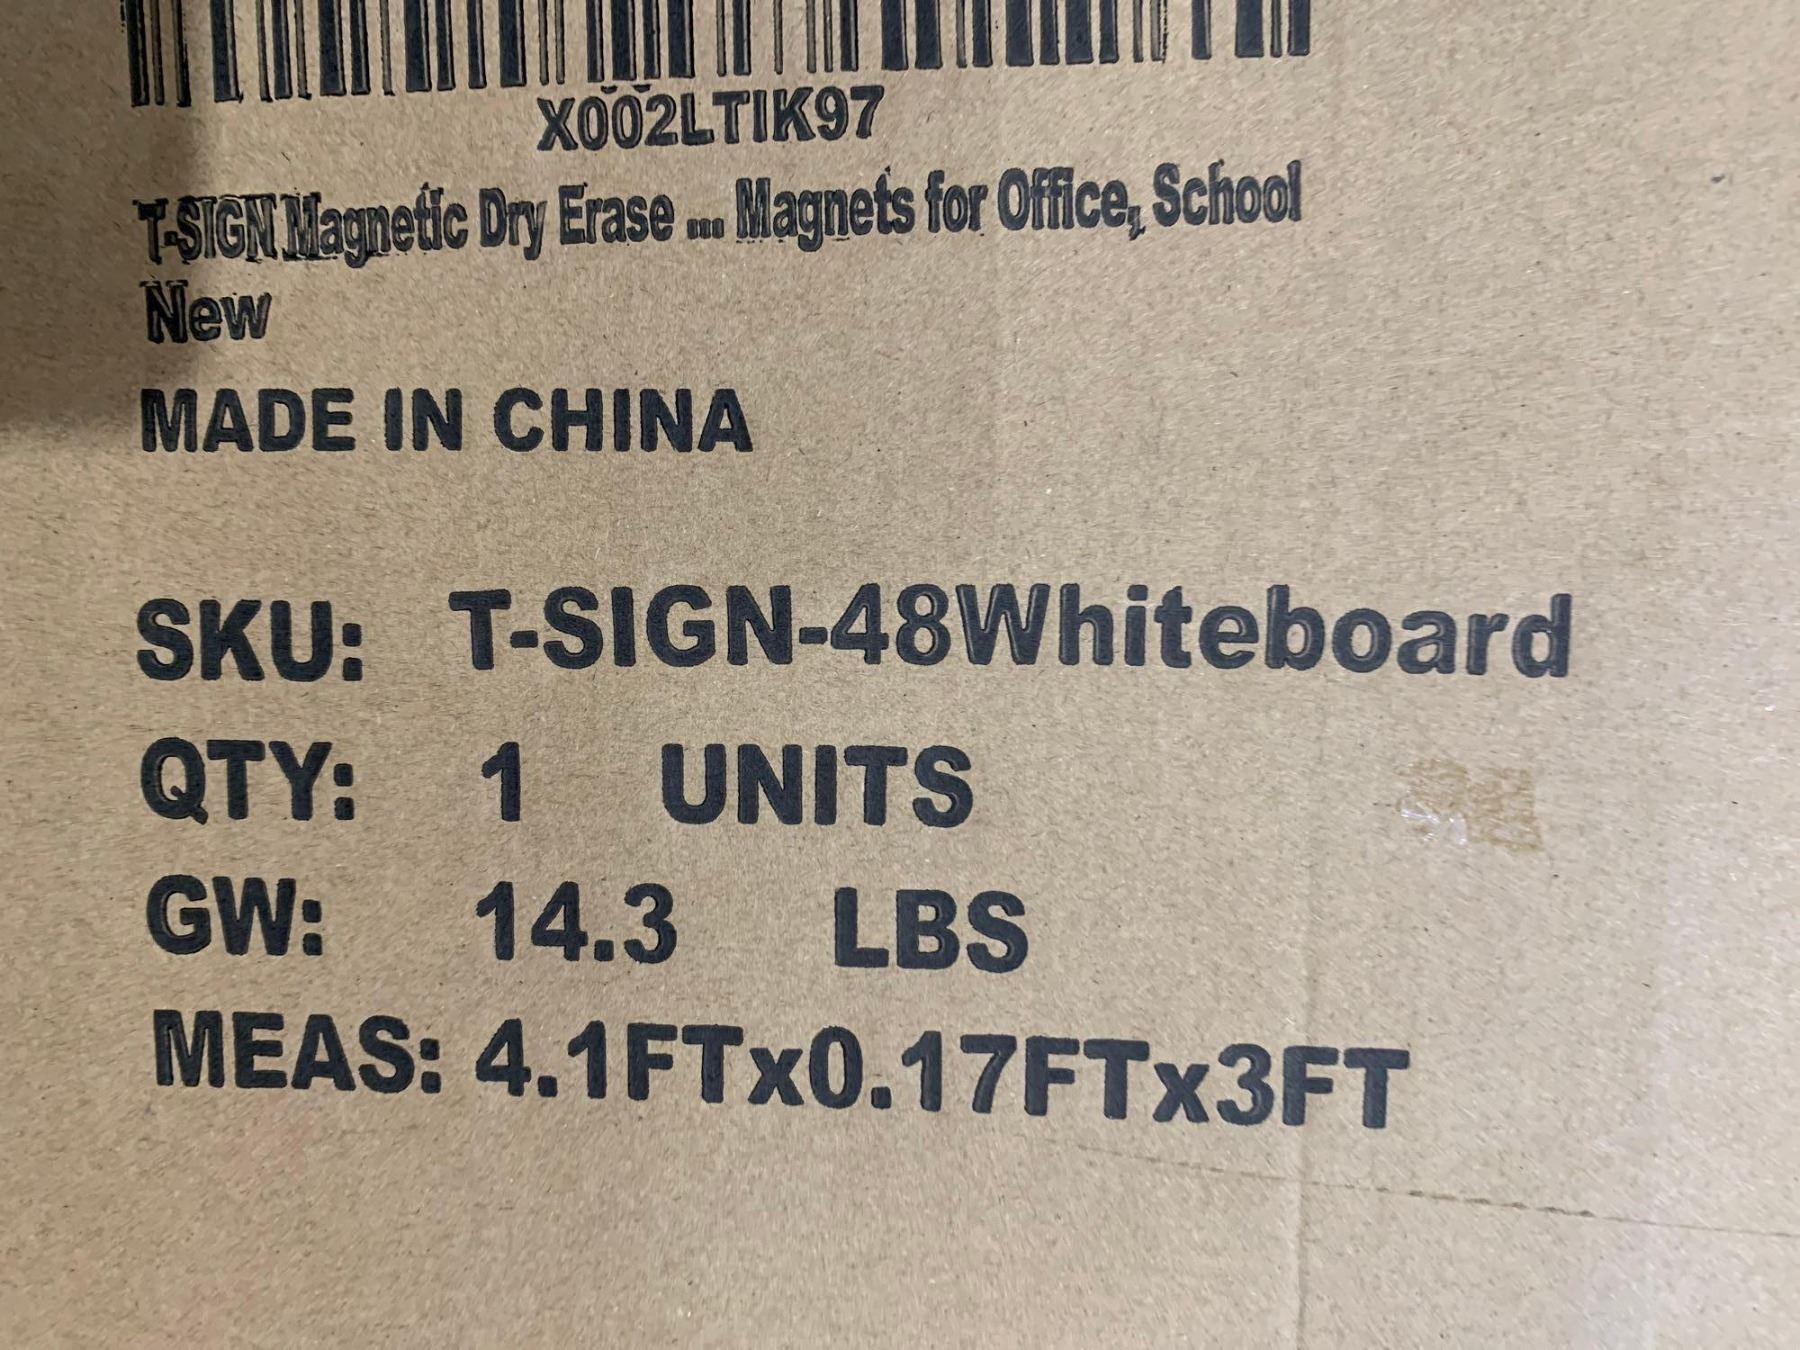 X002LTIK97
T-SIGN Magnetic Dry Erase ... Magnets for Office, School
New
MADE IN CHINA
SKU: T-SIGN-48Whiteboard
QTY: 1 UNITS
GW: 14.3 LBS
MEAS: 4.1FTx0.17FTx3FT